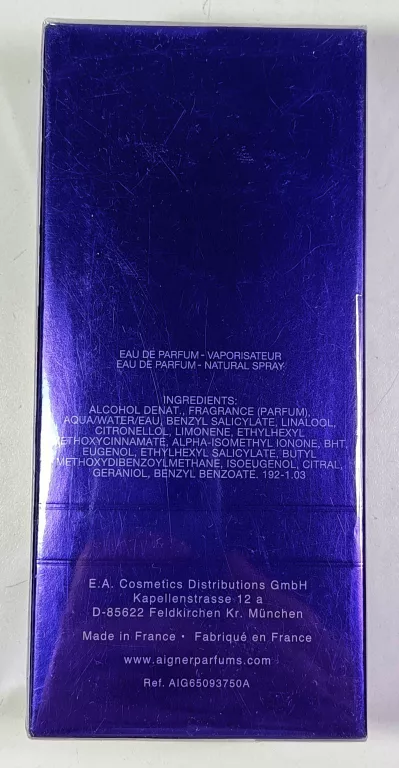 EAU DE PARFUM - VAPORISATEUR
EAU DE PARFUM - NATURAL SPRAY
INGREDIENTS:
ALCOHOL DENAT., FRAGRANCE (PARFUM),
AQUA/WATER/EAU, BENZYL SALICYLATE, LINALOOL,
CITRONELLOL, LIMONENE, ETHYLHEXYL
METHOXYCINNAMATE, ALPHA-ISOMETHYL IONONE, BHT,
EUGENOL, ETHYLHEXYL SALICYLATE, BUTYL
METHOXYDIBENZOYLMETHANE, ISOEUGENOL, CITRAL,
GERANIOL, BENZYL BENZOATE. 192-1.03
E.A. Cosmetics Distributions GmbH
Kapellenstrasse 12 a
D-85622 Feldkirchen Kr. München
Made in France • Fabriqué en France
www.aignerparfums.com
Ref. AIG65093750A